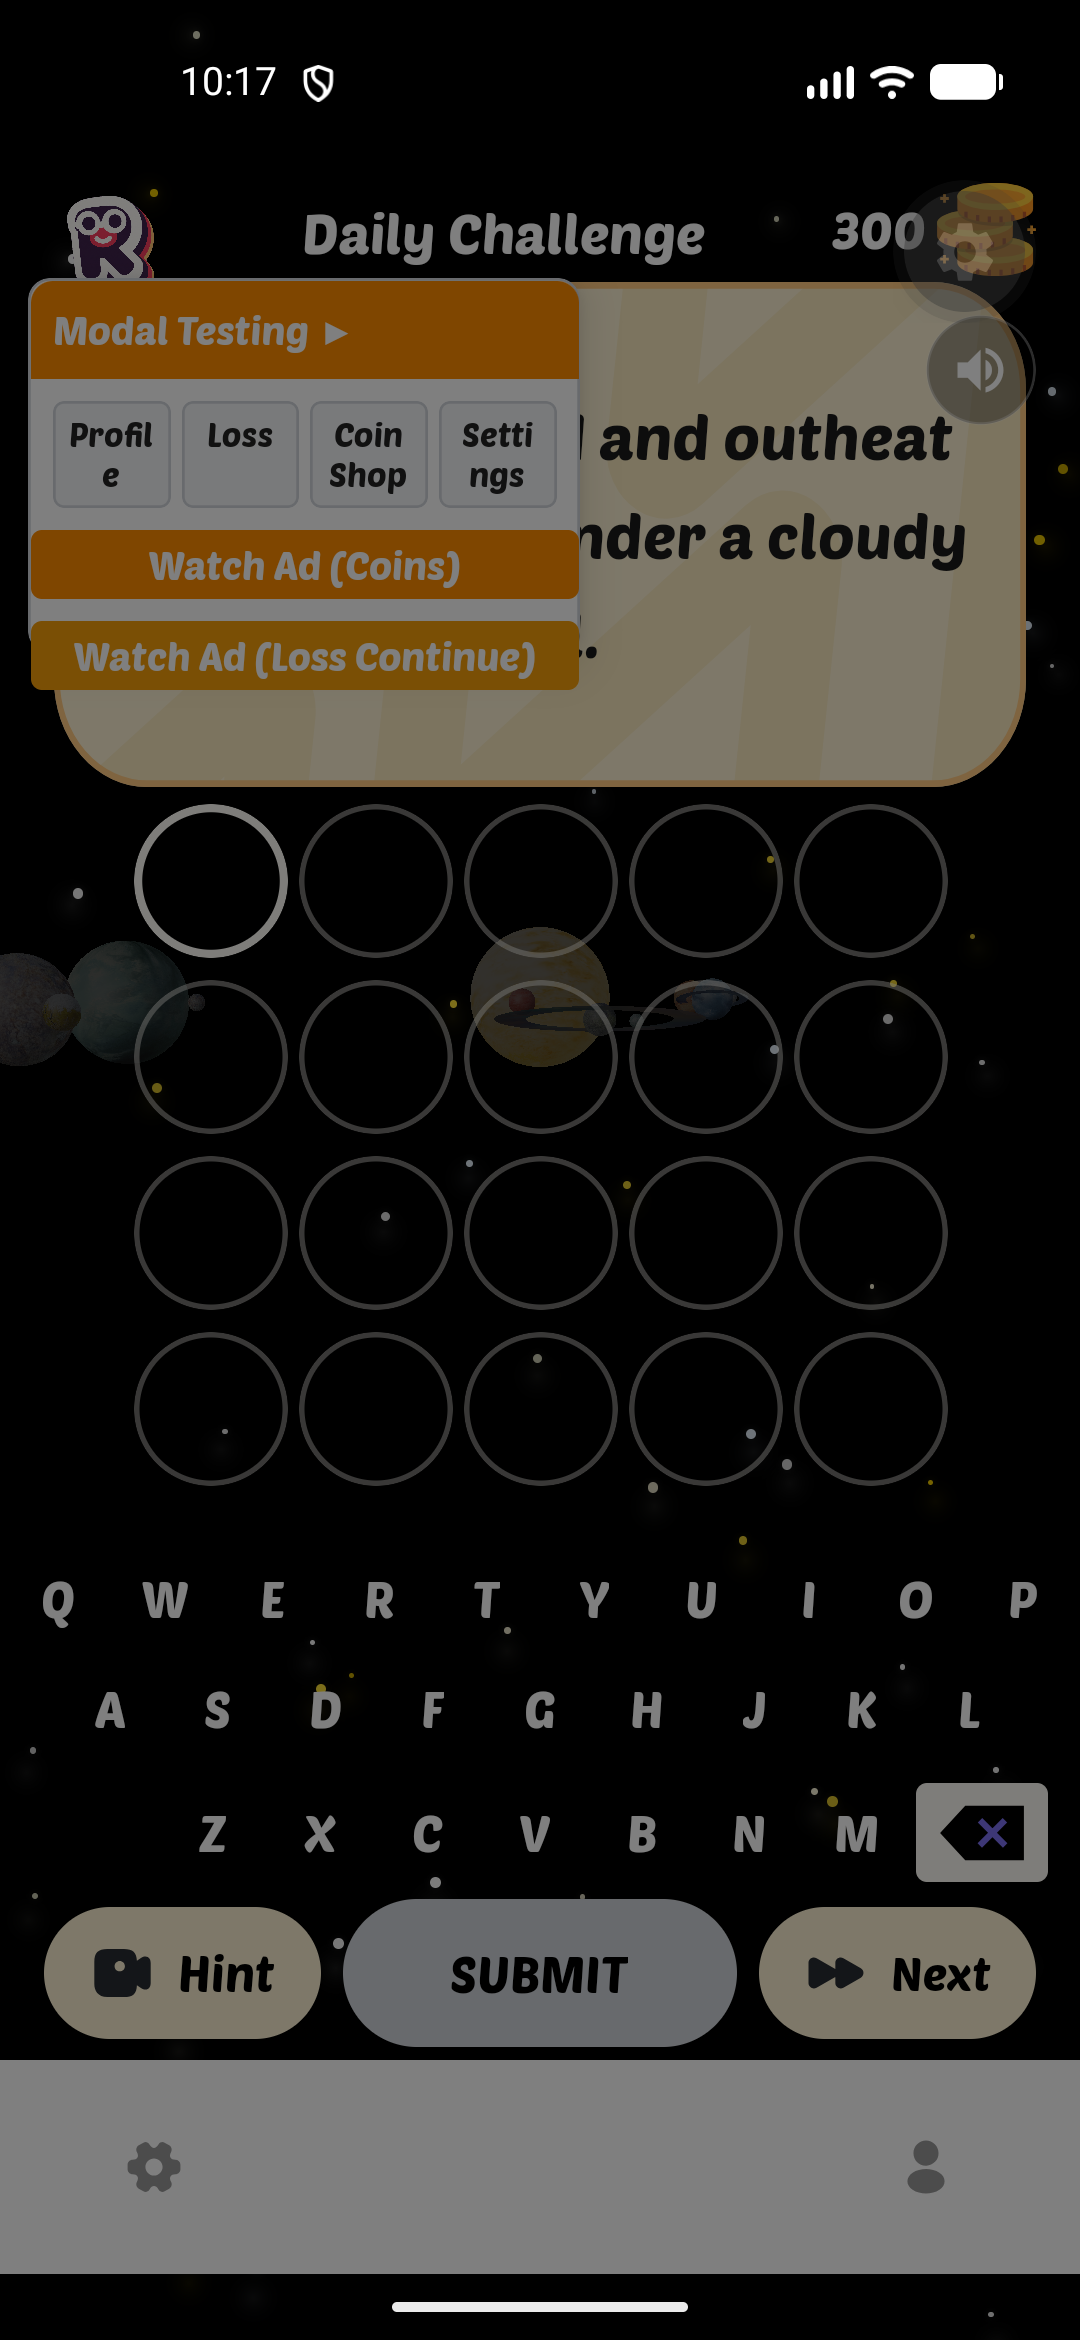 10:17
Daily Challenge
300
Modal Testing ►
Profil
e
Loss
Coin
Shop
Setti
ngs
and outheat
nder a cloudy
Watch Ad (Coins)
Watch Ad (Loss Continue)
Q W E R T Y U I O P
A S D F G H J K L
Z X C V B N M
Hint
SUBMIT
Next